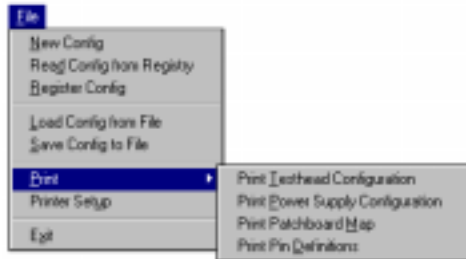 File
New Config
Read Config from Registry
Register Config
Load Config from File
Save Config to File
Print
Print Testhead Configuration
Printer Setup
Print Power Supply Configuration
Print Patchboard Map
Exit
Print Pin Definitions